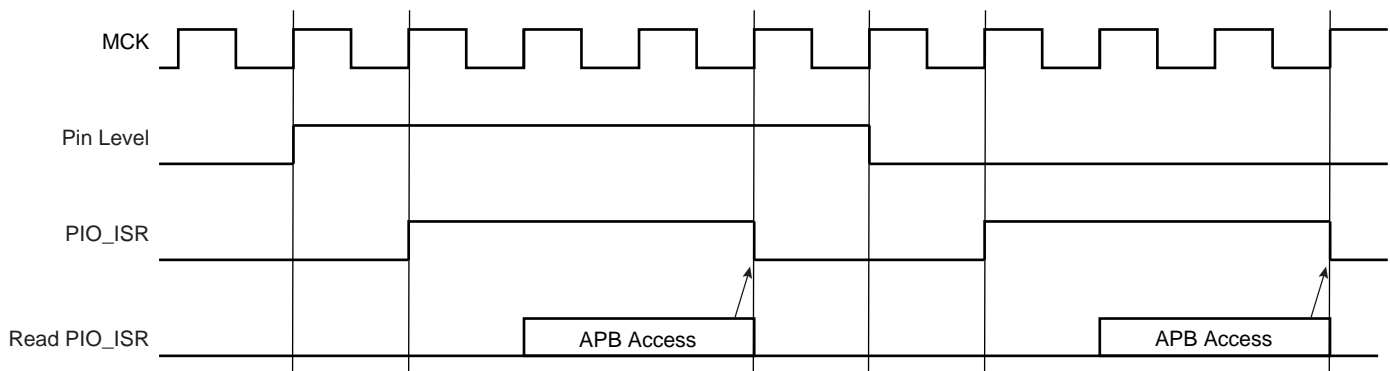 MCK
Pin Level
PIO_ISR
Read PIO_ISR
APB Access
APB Access